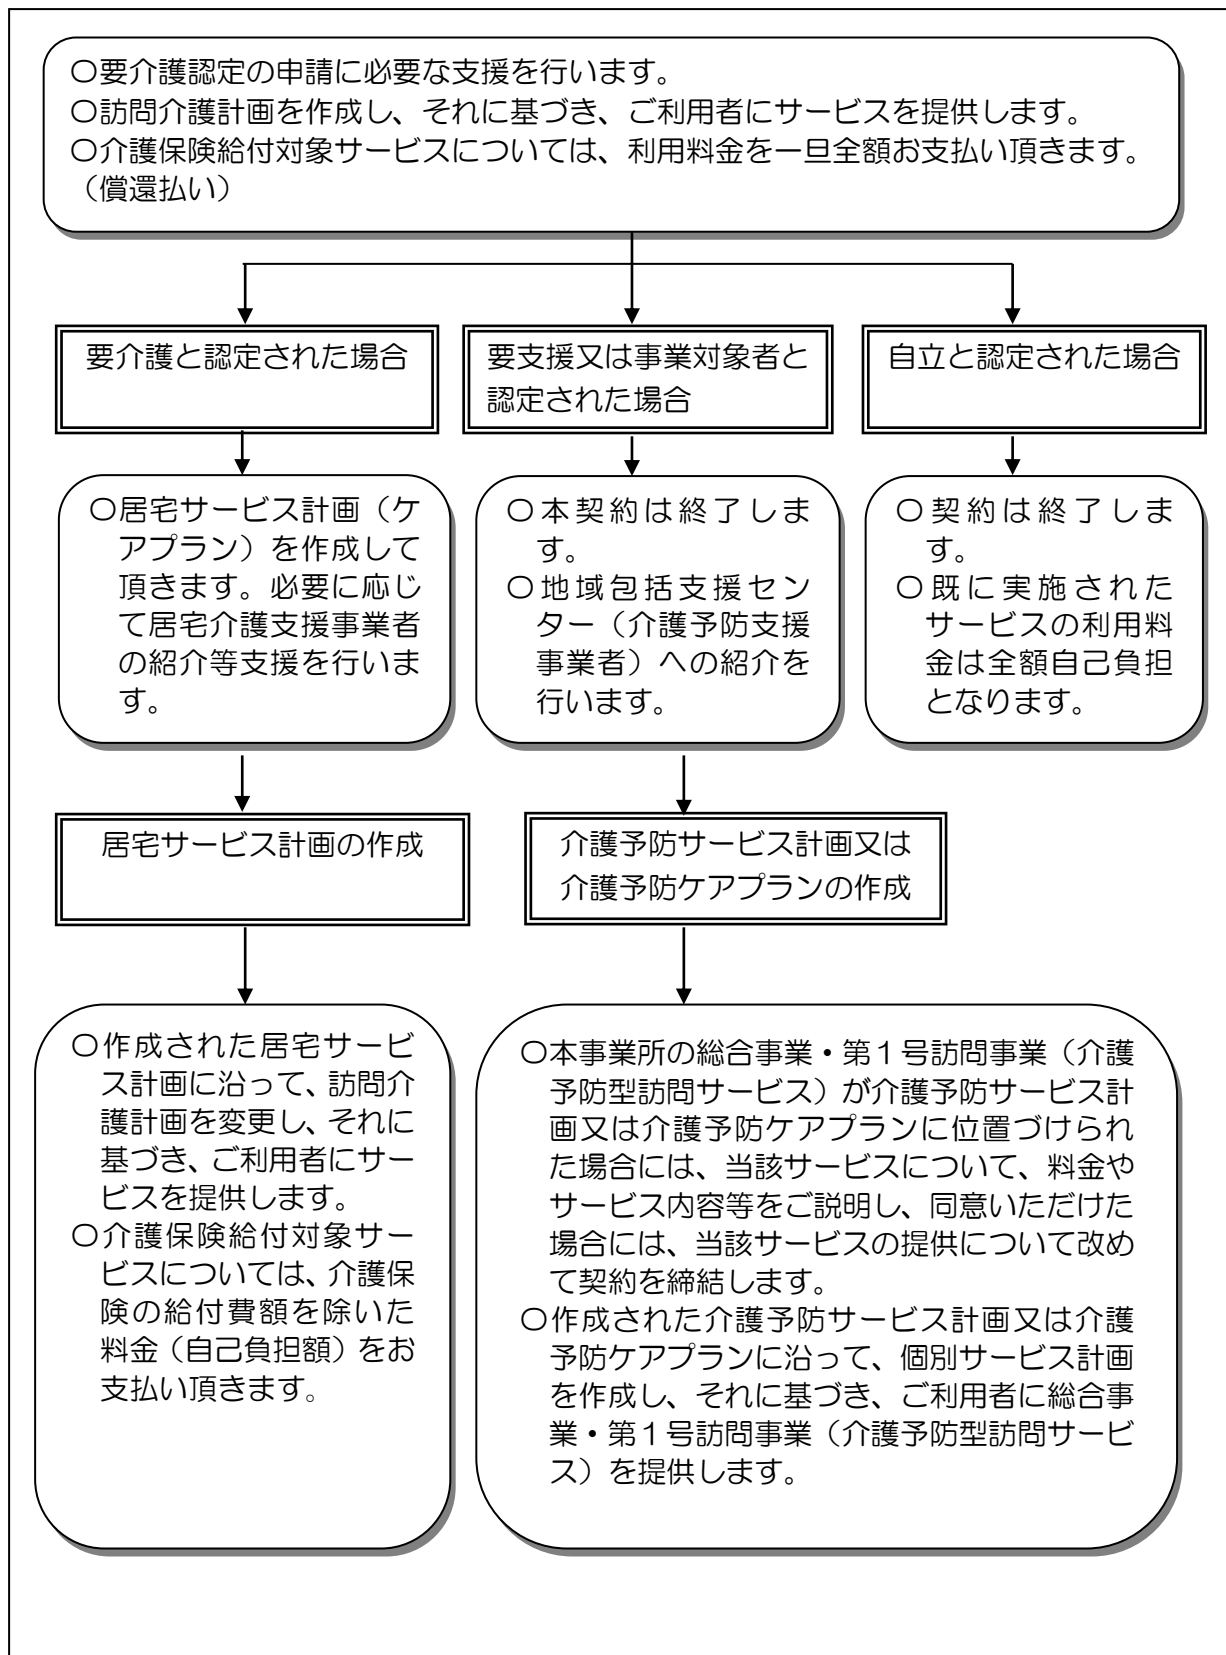 〇要介護認定の申請に必要な支援を行います。
〇訪問介護計画を作成し、それに基づき、ご利用者にサービスを提供します。
〇介護保険給付対象サービスについては、利用料金を一旦全額お支払い頂きます。
（償還払い）
要介護と認定された場合
要支援又は事業対象者と
認定された場合
自立と認定された場合
〇居宅サービス計画（ケ
アプラン）を作成して
頂きます。必要に応じ
て居宅介護支援事業者
の紹介等支援を行いま
す。
〇本契約は終了しま
す。
〇地域包括支援セン
ター（介護予防支援
事業者）への紹介を
行います。
〇契約は終了しま
す。
〇既に実施された
サービスの利用料
金は全額自己負担
となります。
居宅サービス計画の作成
介護予防サービス計画又は
介護予防ケアプランの作成
〇作成された居宅サービ
ス計画に沿って、訪問介
護計画を変更し、それに
基づき、ご利用者にサー
ビスを提供します。
〇介護保険給付対象サー
ビスについては、介護保
険の給付費額を除いた
料金（自己負担額）をお
支払い頂きます。
〇本事業所の総合事業・第１号訪問事業（介護
予防型訪問サービス）が介護予防サービス計
画又は介護予防ケアプランに位置づけられ
た場合には、当該サービスについて、料金や
サービス内容等をご説明し、同意いただけた
場合には、当該サービスの提供について改め
て契約を締結します。
〇作成された介護予防サービス計画又は介護
予防ケアプランに沿って、個別サービス計画
を作成し、それに基づき、ご利用者に総合事
業・第１号訪問事業（介護予防型訪問サービ
ス）を提供します。